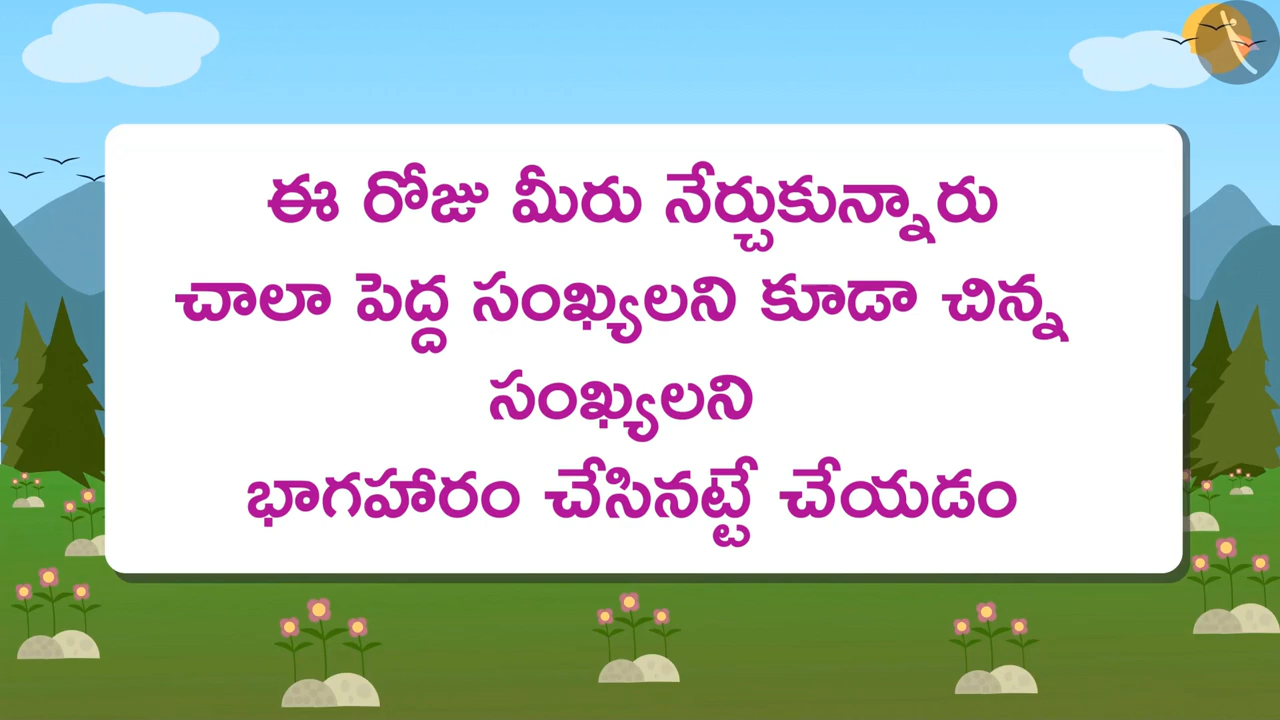 ఈ రోజు మీరు నేర్చుకున్నారు
చాలా పెద్ద సంఖ్యలని కూడా చిన్న
సంఖ్యలని
భాగహారం చేసినట్టే చేయడం